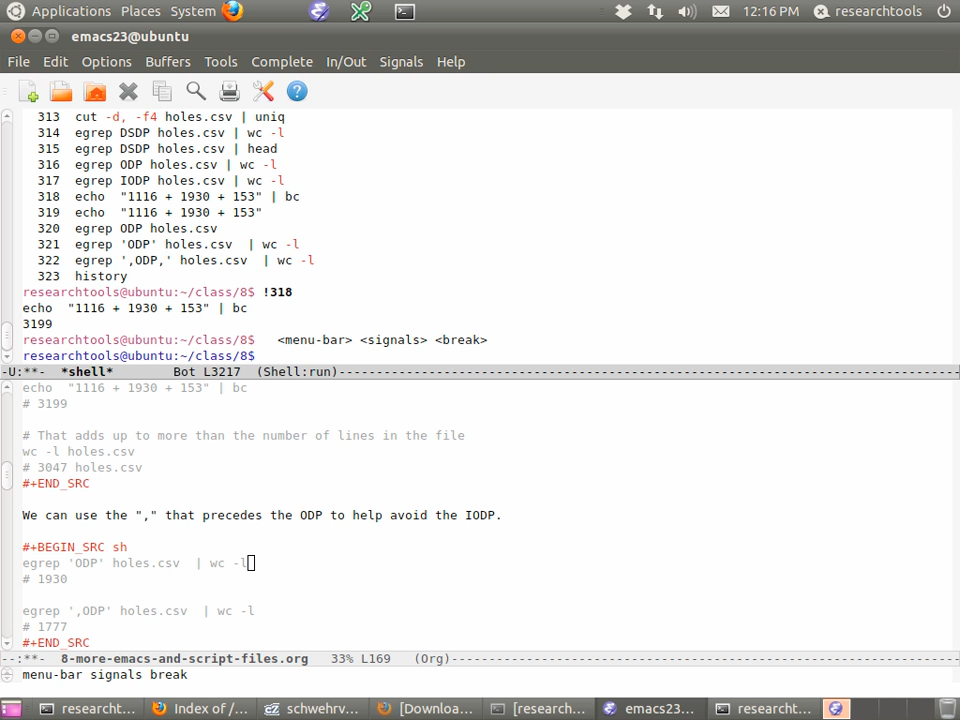 Applications Places System 12:16 PM researchtools
emacs23@ubuntu
File Edit Options Buffers Tools Complete In/Out Signals Help
313 cut -d, -f4 holes.csv | uniq
314 egrep DSDP holes.csv | wc -l
315 egrep DSDP holes.csv | head
316 egrep ODP holes.csv | wc -l
317 egrep IODP holes.csv | wc -l
318 echo "1116 + 1930 + 153" | bc
319 echo "1116 + 1930 + 153"
320 egrep ODP holes.csv
321 egrep 'ODP' holes.csv | wc -l
322 egrep ',ODP,' holes.csv | wc -l
323 history
researchtools@ubuntu:~/class/8$ !318
echo "1116 + 1930 + 153" | bc
3199
researchtools@ubuntu:~/class/8$ <menu-bar> <signals> <break>
researchtools@ubuntu:~/class/8$
-U:**- *shell* Bot L3217 (Shell:run)----
echo "1116 + 1930 + 153" | bc
# 3199
# That adds up to more than the number of lines in the file
wc -l holes.csv
# 3047 holes.csv
#+END_SRC
We can use the "," that precedes the ODP to help avoid the IODP.
#+BEGIN_SRC sh
egrep 'ODP' holes.csv | wc -l
# 1930
egrep ',ODP' holes.csv | wc -l
# 1777
#+END_SRC
--:**- 8-more-emacs-and-script-files.org 33% L169 (Org)----
menu-bar signals break
researcht... Index of /... schwehrv... [Downloa... [research... emacs23... researcht...